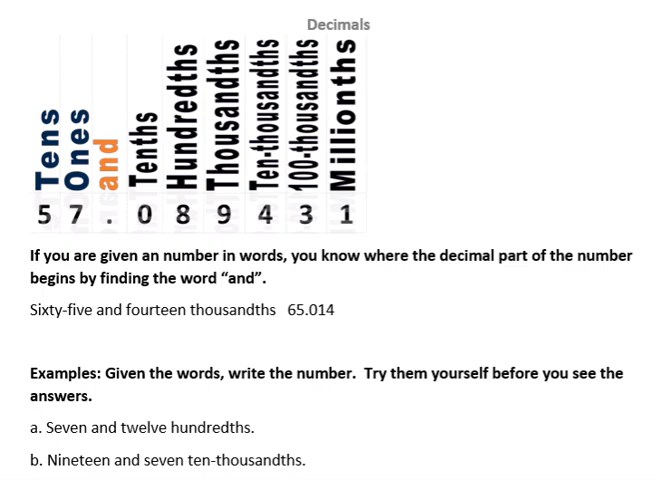 Decimals
Tens Ones and Tenths Hundredths Thousandths Ten-thousandths 100-thousandths Millionths
5 7 . 0 8 9 4 3 1
If you are given an number in words, you know where the decimal part of the number
begins by finding the word “and”.
Sixty-five and fourteen thousandths 65.014
Examples: Given the words, write the number. Try them yourself before you see the
answers.
a. Seven and twelve hundredths.
b. Nineteen and seven ten-thousandths.